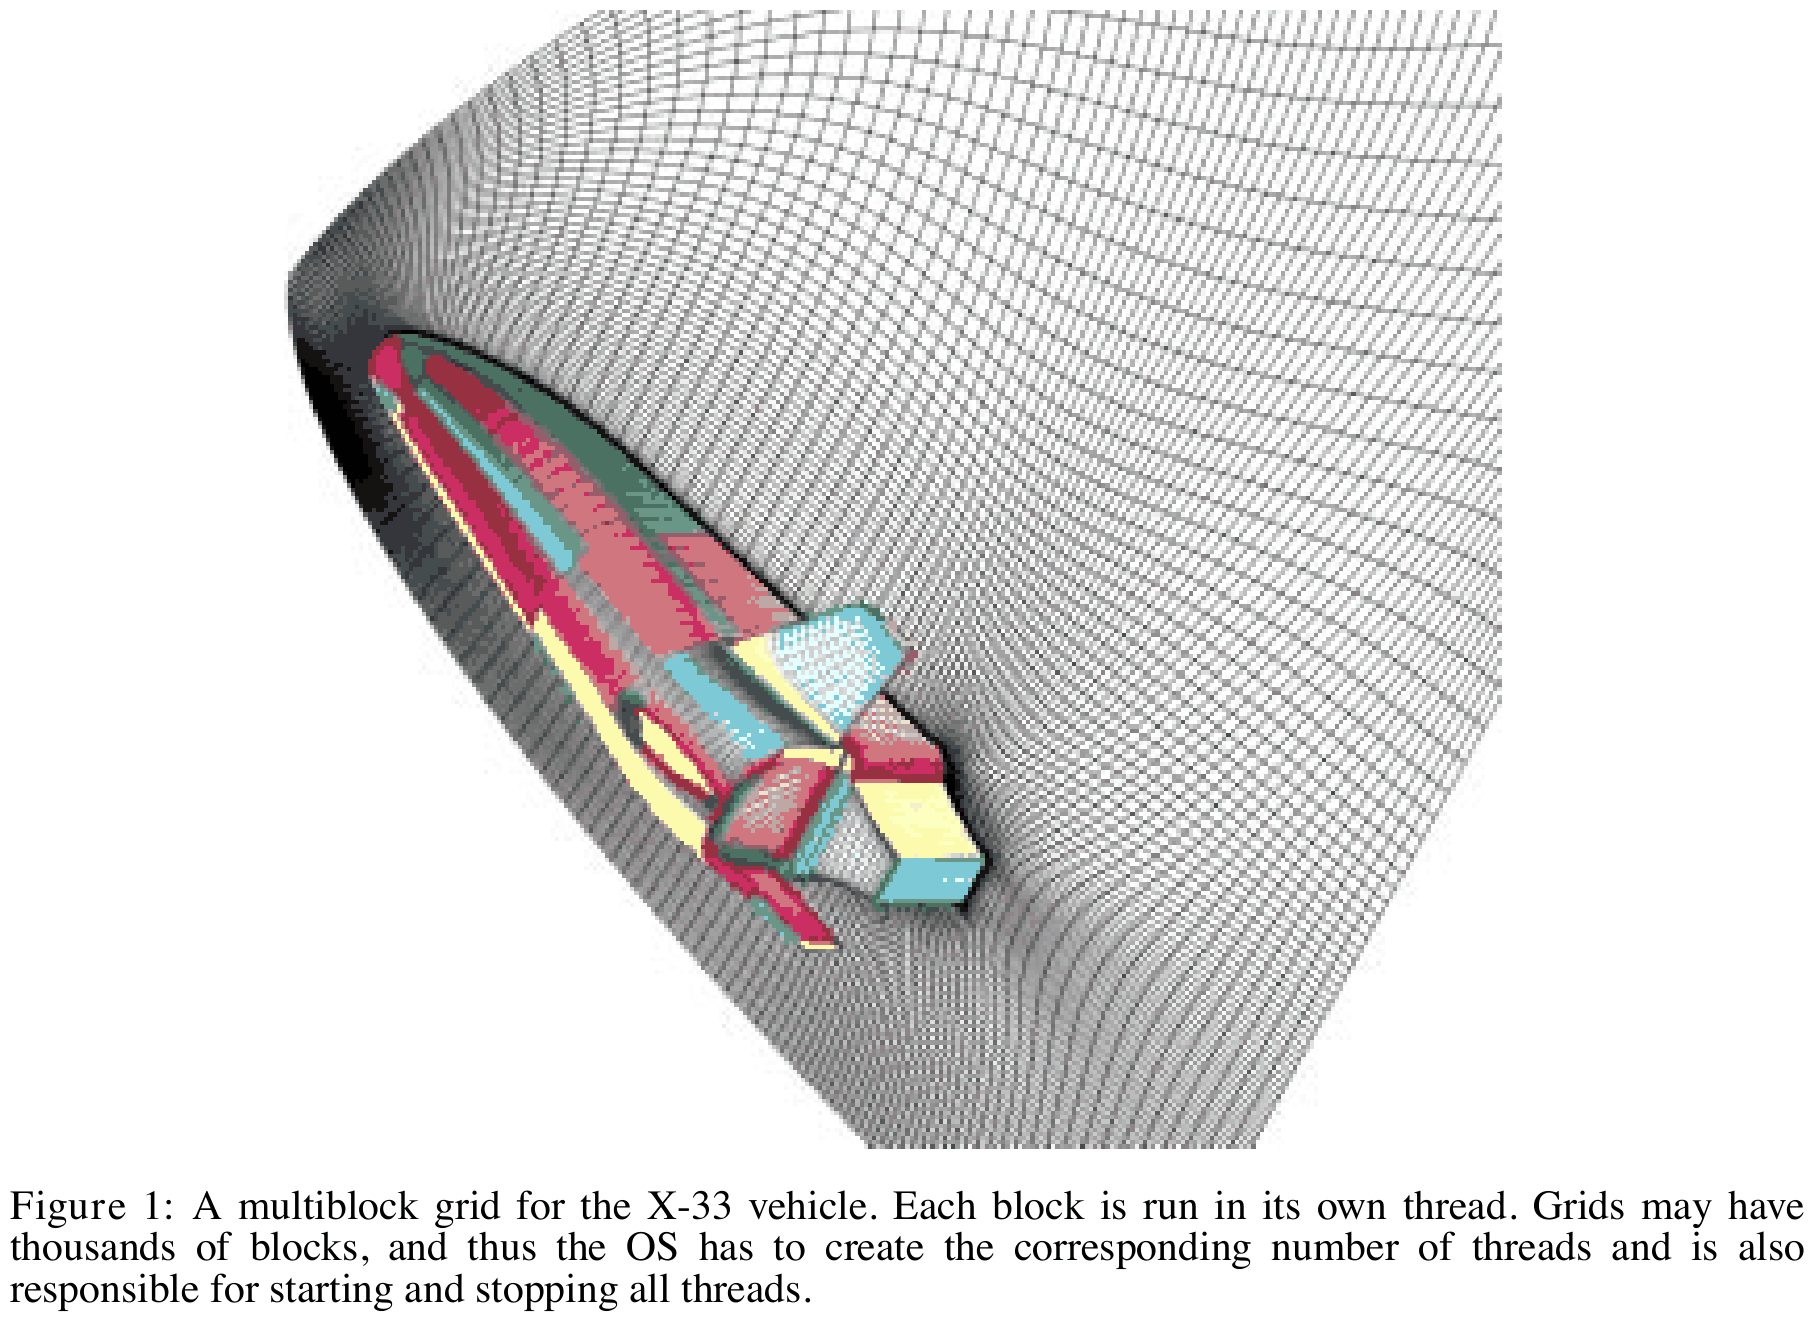 Figure 1: A multiblock grid for the X-33 vehicle. Each block is run in its own thread. Grids may have
thousands of blocks, and thus the OS has to create the corresponding number of threads and is also
responsible for starting and stopping all threads.